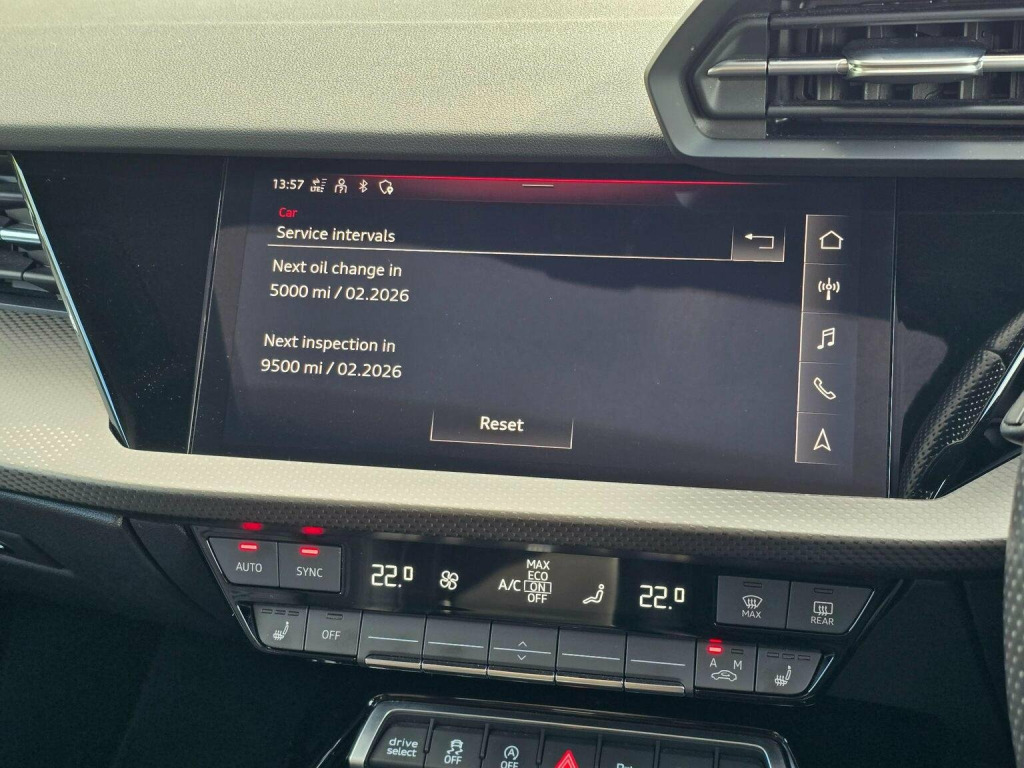 13:57 LTE
Car
Service intervals
Next oil change in
5000 mi / 02.2026
Next inspection in
9500 mi / 02.2026
Reset
AUTO
SYNC
22.0
A/C
MAX
ECO
ON
OFF
22.0
MAX
REAR
OFF
A M
drive
select
OFF
A
OFF